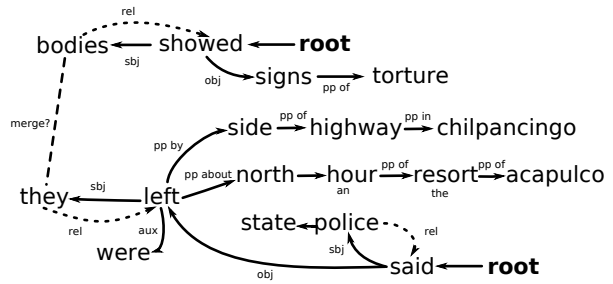 rel
bodies showed root
sbj
obj
signs torture
pp of
merge?
pp of pp in
side highway chilpancingo
pp by
pp about
north hour resort acapulco
pp of pp of
an the
they sbj left
rel aux
were
state police
rel
sbj
said root
obj